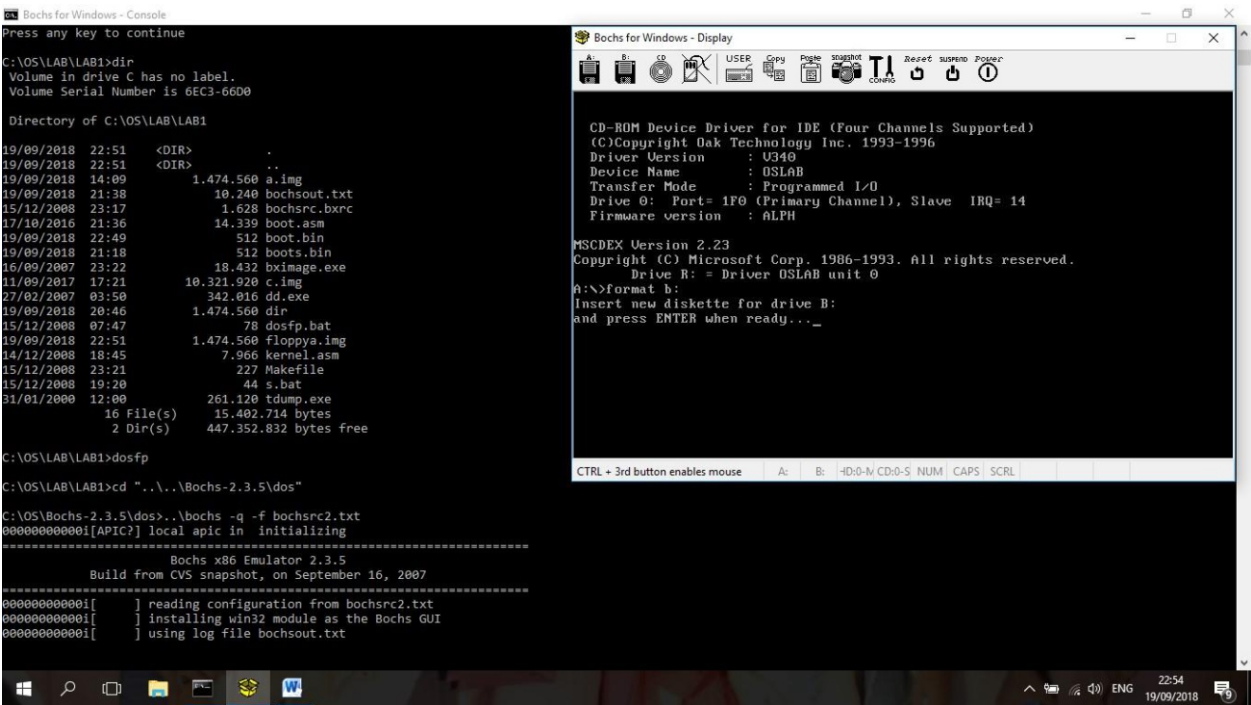 Bochs for Windows - Console
Press any key to continue
C:\OS\LAB\LAB1>dir
Volume in drive C has no label.
Volume Serial Number is 6EC3-66D0
Directory of C:\OS\LAB\LAB1
19/09/2018 22:51 <DIR> .
19/09/2018 22:51 <DIR> ..
19/09/2018 14:09 1.474.560 a.img
19/09/2018 21:38 10.240 bochsout.txt
15/12/2008 23:17 1.628 bochsrc.bxrc
17/10/2016 21:36 14.339 boot.asm
19/09/2018 22:49 512 boot.bin
19/09/2018 21:18 512 boots.bin
16/09/2007 23:22 18.432 bximage.exe
11/09/2017 17:21 10.321.920 c.img
27/02/2007 03:50 342.016 dd.exe
19/09/2018 20:46 1.474.560 dir
15/12/2008 07:47 78 dosfp.bat
19/09/2018 22:51 1.474.560 floppya.img
14/12/2008 18:45 7.966 kernel.asm
15/12/2008 23:21 227 Makefile
15/12/2008 19:20 44 s.bat
31/01/2000 12:00 261.120 tdump.exe
16 File(s) 15.402.714 bytes
2 Dir(s) 447.352.832 bytes free
C:\OS\LAB\LAB1>dosfp
C:\OS\LAB\LAB1>cd "..\..\Bochs-2.3.5\dos"
C:\OS\Bochs-2.3.5\dos>..\bochs -q -f bochsrc2.txt
00000000000i[APIC?] local apic in initializing
========================================================================
Bochs x86 Emulator 2.3.5
Build from CVS snapshot, on September 16, 2007
========================================================================
00000000000i[ ] reading configuration from bochsrc2.txt
00000000000i[ ] installing win32 module as the Bochs GUI
00000000000i[ ] using log file bochsout.txt
Bochs for Windows - Display
A: B: CD USER Copy Paste snapshot CONFIG Reset SUSPEND Power
CD-ROM Device Driver for IDE (Four Channels Supported)
(C)Copyright Oak Technology Inc. 1993-1996
Driver Version : V340
Device Name : OSLAB
Transfer Mode : Programmed I/O
Drive 0: Port= 1F0 (Primary Channel), Slave IRQ= 14
Firmware version : ALPH
MSCDEX Version 2.23
Copyright (C) Microsoft Corp. 1986-1993. All rights reserved.
Drive R: = Driver OSLAB unit 0
A:\>format b:
Insert new diskette for drive B:
and press ENTER when ready..._
CTRL + 3rd button enables mouse A: B: HD:0-M CD:0-S NUM CAPS SCRL
ENG 22:54
19/09/2018